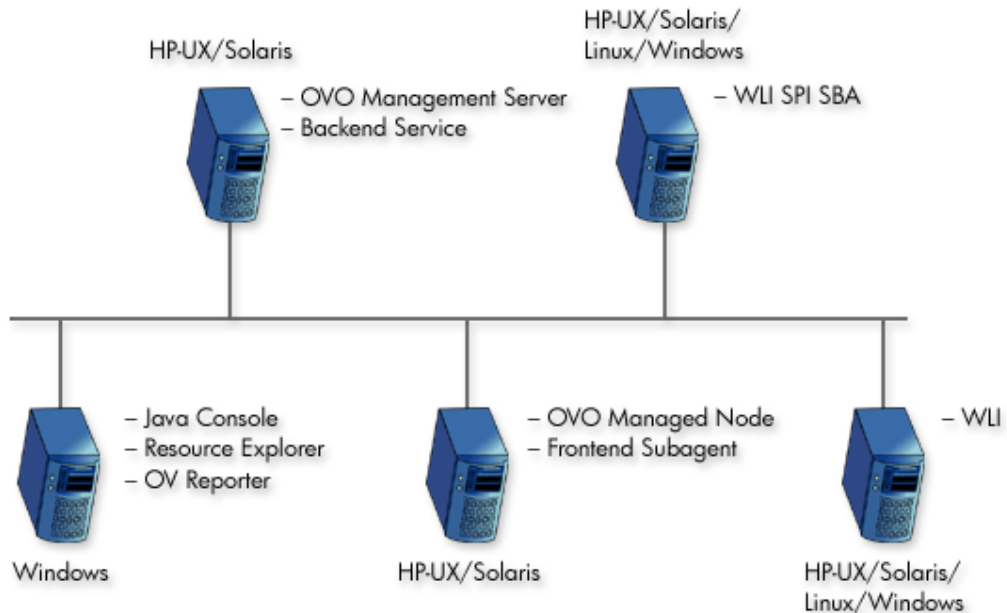 HP-UX/Solaris
– OVO Management Server
– Backend Service
HP-UX/Solaris/
Linux/Windows
– WLI SPI SBA
– Java Console
– Resource Explorer
– OV Reporter
Windows
– OVO Managed Node
– Frontend Subagent
HP-UX/Solaris
– WLI
HP-UX/Solaris/
Linux/Windows